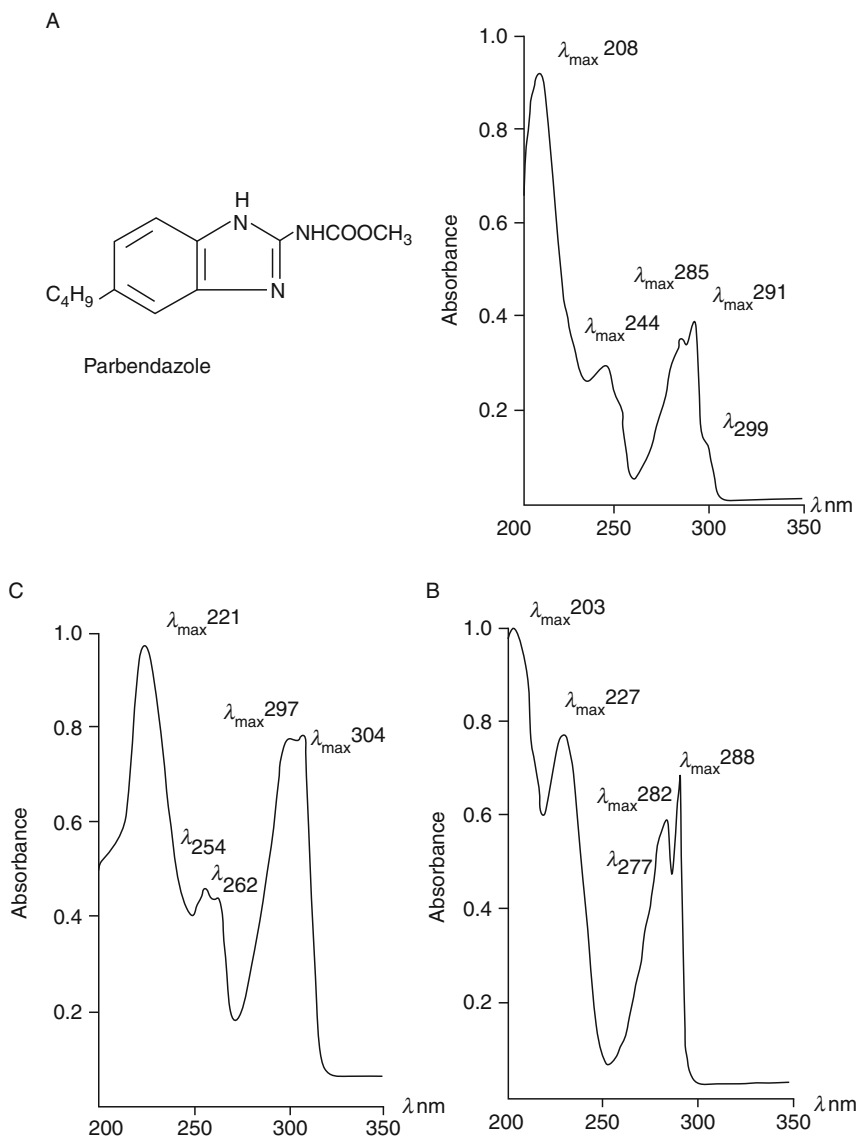 A
H
N
NHCOOCH3
N
C4H9
Parbendazole
1.0
0.8
0.6
0.4
0.2
Absorbance
λmax 208
λmax 244
λmax 285
λmax 291
λ299
λ nm
200 250 300 350
C
1.0
0.8
0.6
0.4
0.2
Absorbance
λmax 221
λmax 297
λmax 304
λ254
λ262
λ nm
200 250 300 350
B
1.0
0.8
0.6
0.4
0.2
Absorbance
λmax 203
λmax 227
λmax 288
λmax 282
λ277
λ nm
200 250 300 350